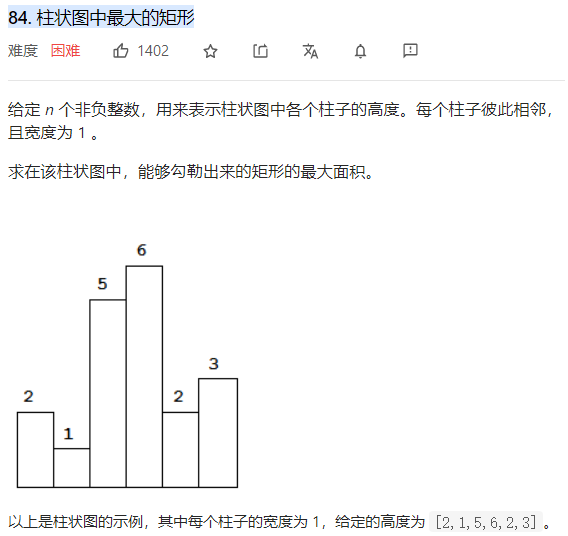 84. 柱状图中最大的矩形
难度 困难 1402
给定 n 个非负整数，用来表示柱状图中各个柱子的高度。每个柱子彼此相邻，
且宽度为 1 。
求在该柱状图中，能够勾勒出来的矩形的最大面积。
6
5
3
2
2
1
以上是柱状图的示例，其中每个柱子的宽度为 1，给定的高度为 [2,1,5,6,2,3]。